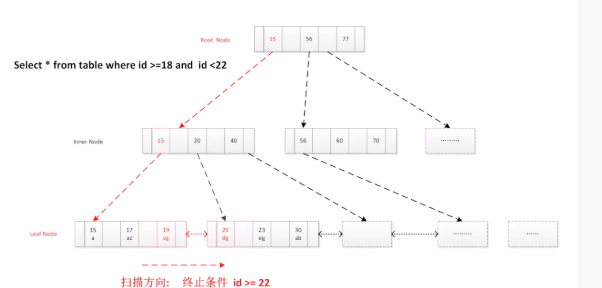 Root Node
15 56 77
Select * from table where id >=18 and id <22
Inner Node
15 20 40
56 60 70
………
Leaf Node
15 17 19 20 23 30
a az cg dg eg ab
………
……
扫描方向: 终止条件 id >= 22